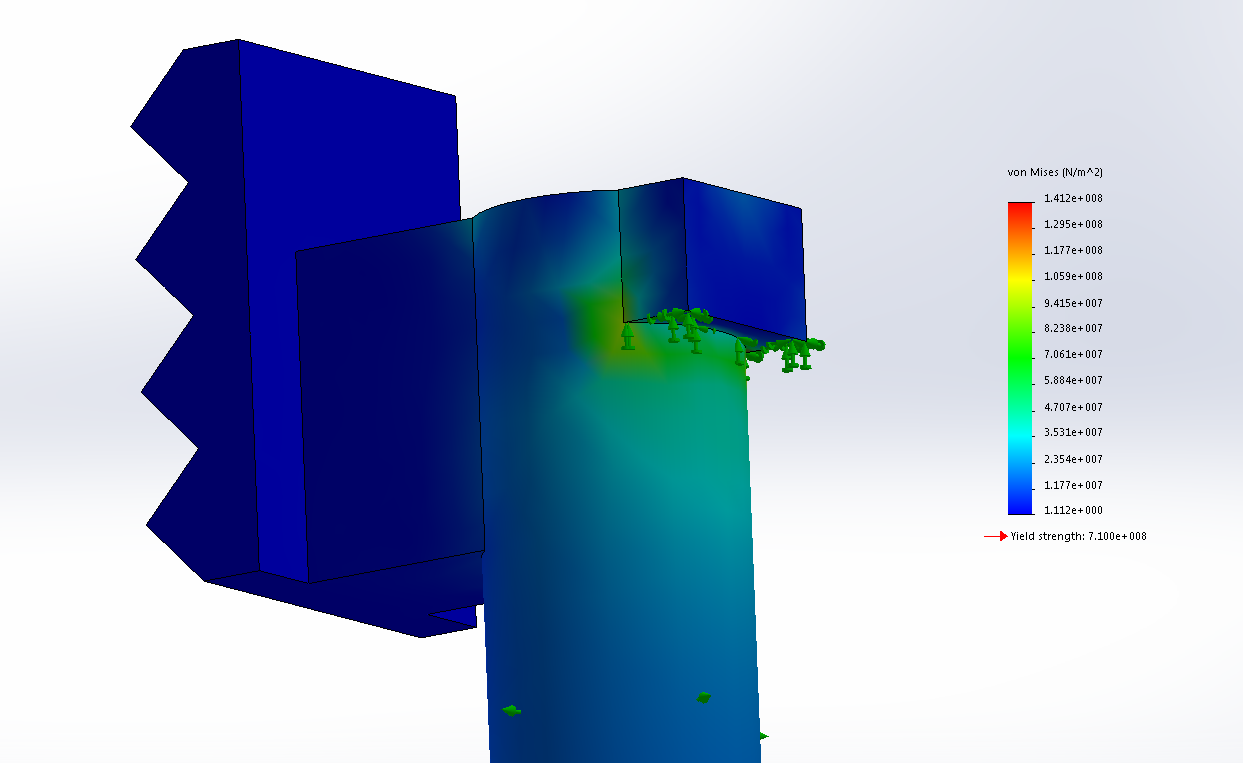 von Mises (N/m^2)
1.412e+008
1.295e+008
1.177e+008
1.059e+008
9.415e+007
8.238e+007
7.061e+007
5.884e+007
4.707e+007
3.531e+007
2.354e+007
1.177e+007
1.112e+000
Yield strength: 7.100e+008